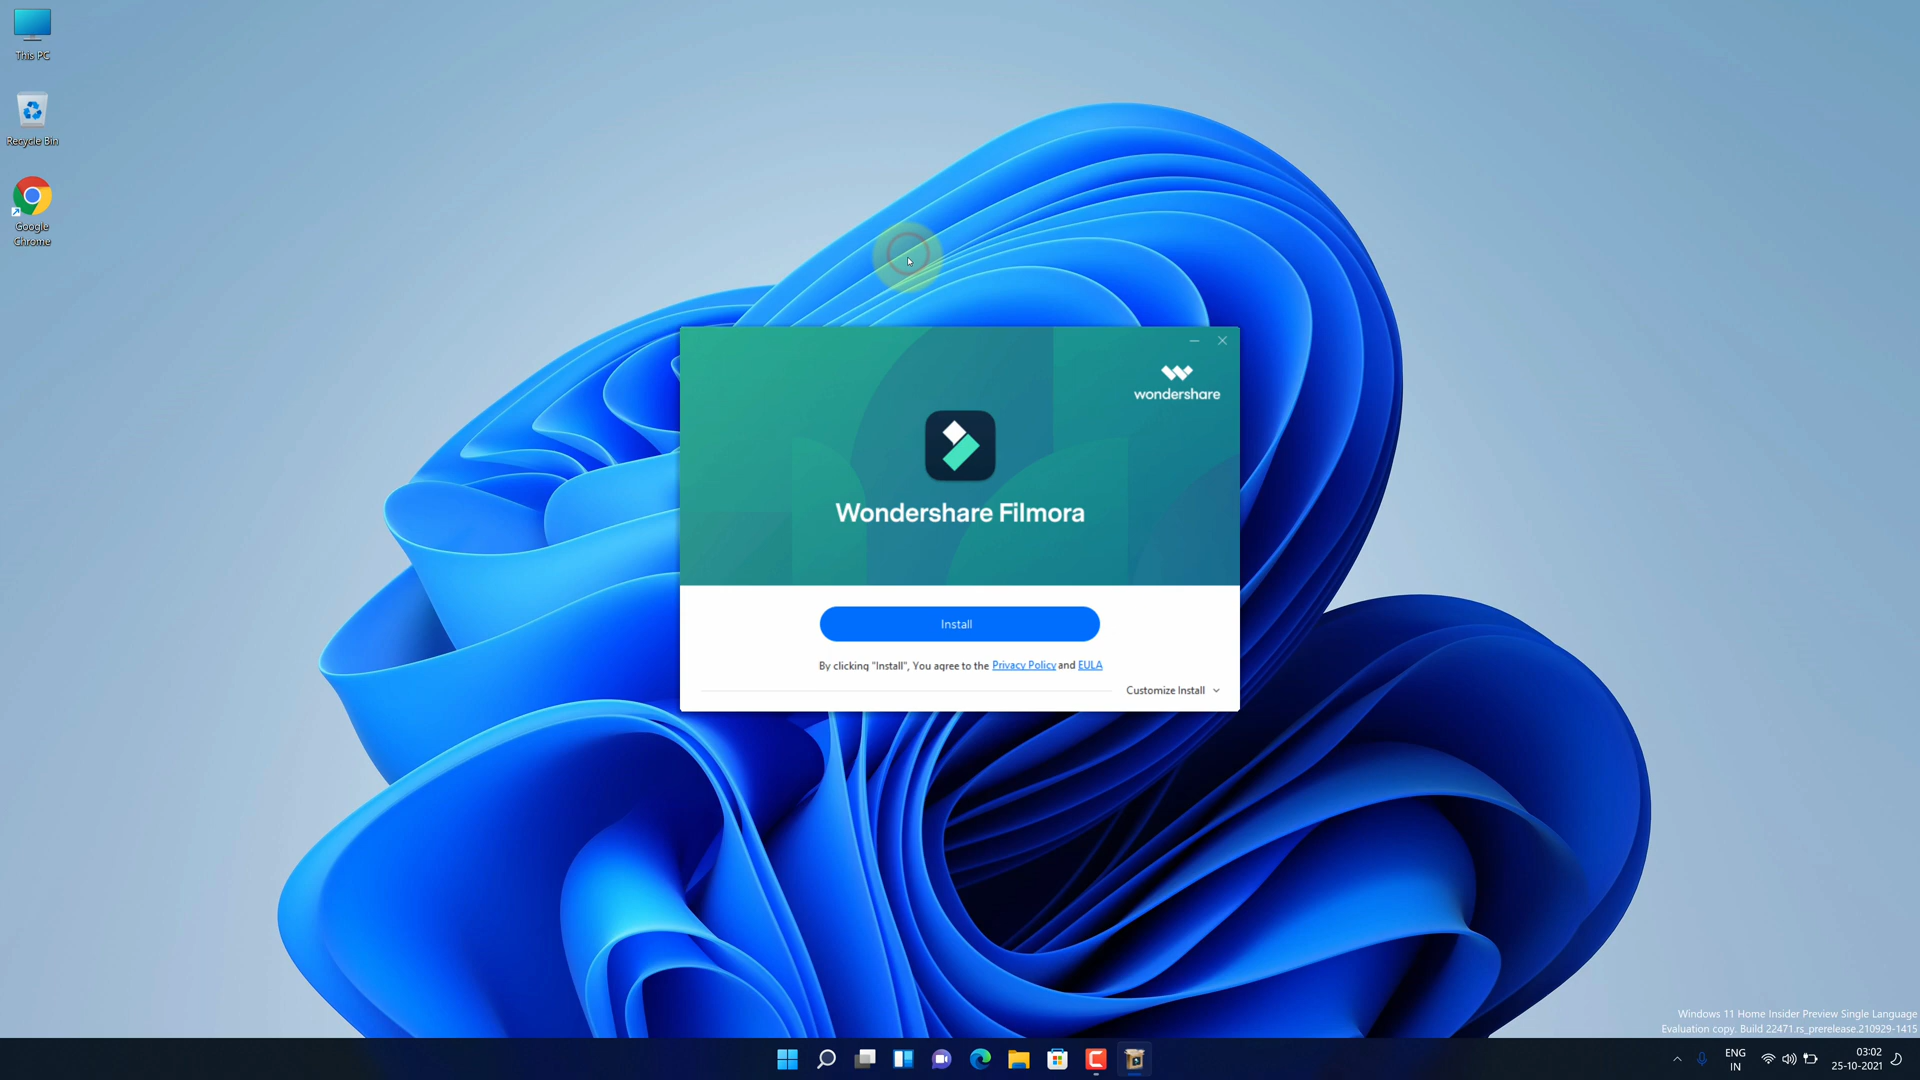 This PC
Recycle Bin
Google
Chrome
wondershare
Wondershare Filmora
Install
By clicking "Install", You agree to the Privacy Policy and EULA
Customize Install
Windows 11 Home Insider Preview Single Language
Evaluation copy. Build 22471.rs_prerelease.210929-1415
ENG
IN
03:02
25-10-2021